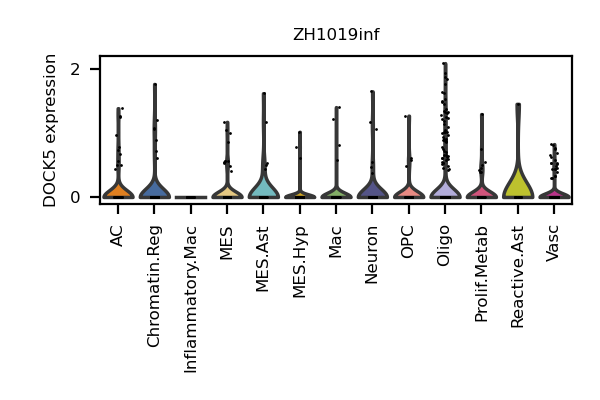 ZH1019inf
DOCK5 expression
2
0
AC
Chromatin.Reg
Inflammatory.Mac
MES
MES.Ast
MES.Hyp
Mac
Neuron
OPC
Oligo
Prolif.Metab
Reactive.Ast
Vasc